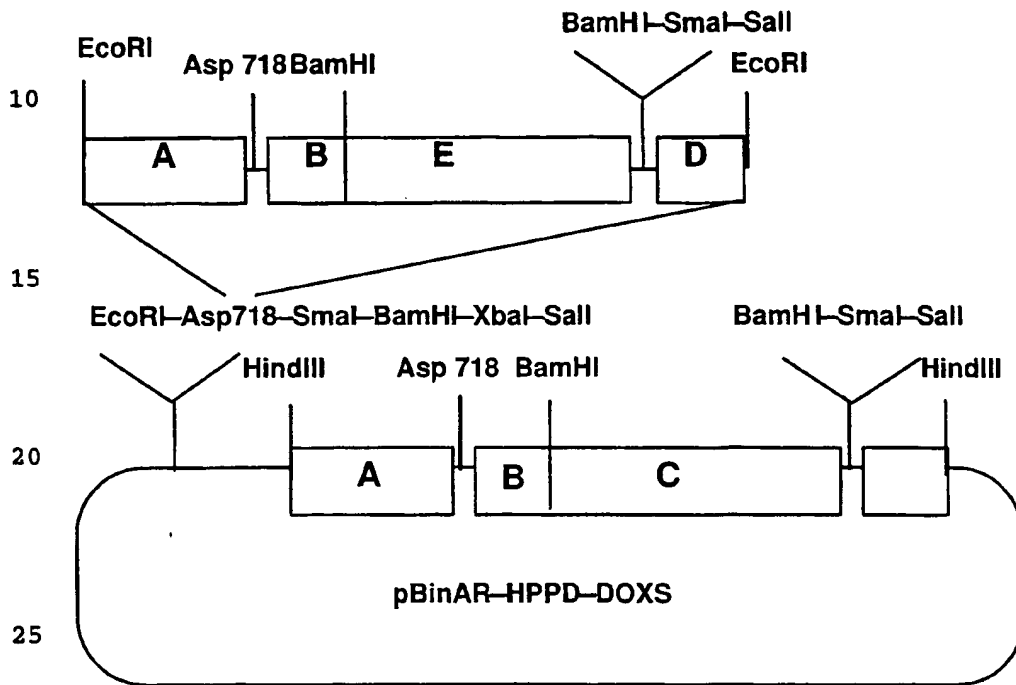 BamHI–SmaI–SalI
EcoRI
Asp 718 BamHI
EcoRI
10
A B E D
15
EcoRI–Asp718–SmaI–BamHI–XbaI–SalI
BamHI–SmaI–SalI
HindIII
Asp 718 BamHI
HindIII
20
A B C
pBinAR–HPPD–DOXS
25